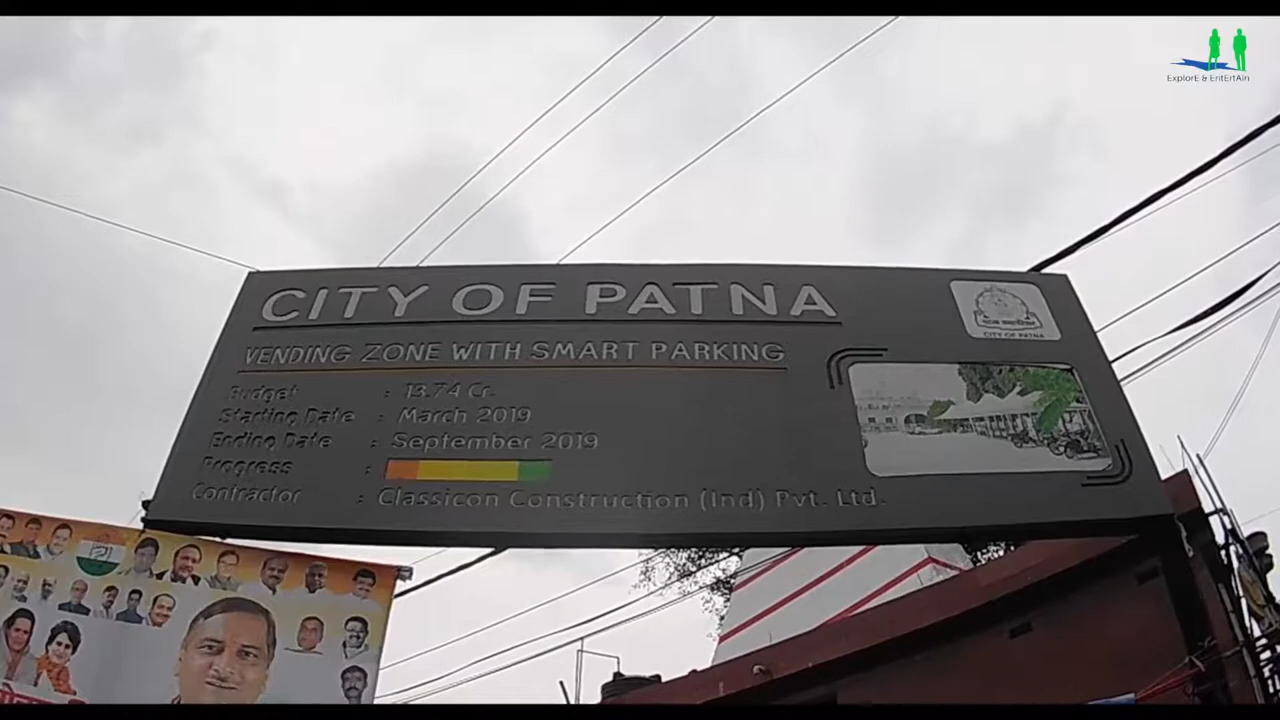 ExplorE & EntErtAin
CITY OF PATNA
CITY OF PATNA
VENDING ZONE WITH SMART PARKING
Budget : 13.74 Cr.
Starting Date : March 2019
Ending Date : September 2019
Progress :
Contractor : Classicon Construction (Ind) Pvt. Ltd.